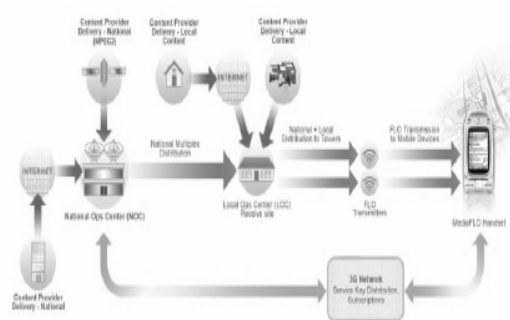 Content Provider
Delivery - National
(MPEG2)
Content Provider
Delivery - Local
Content
Content Provider
Delivery - Local
Content
INTERNET
National Multiplex
Distribution
National + Local
Distribution to Towers
FLO Transmission
to Mobile Devices
INTERNET
National Ops Center (NOC)
Local Ops Center (LOC)
Receive site
FLO
Transmitters
MediaFLO Handset
Content Provider
Delivery - National
3G Network
Service Key Distribution,
Subscriptions